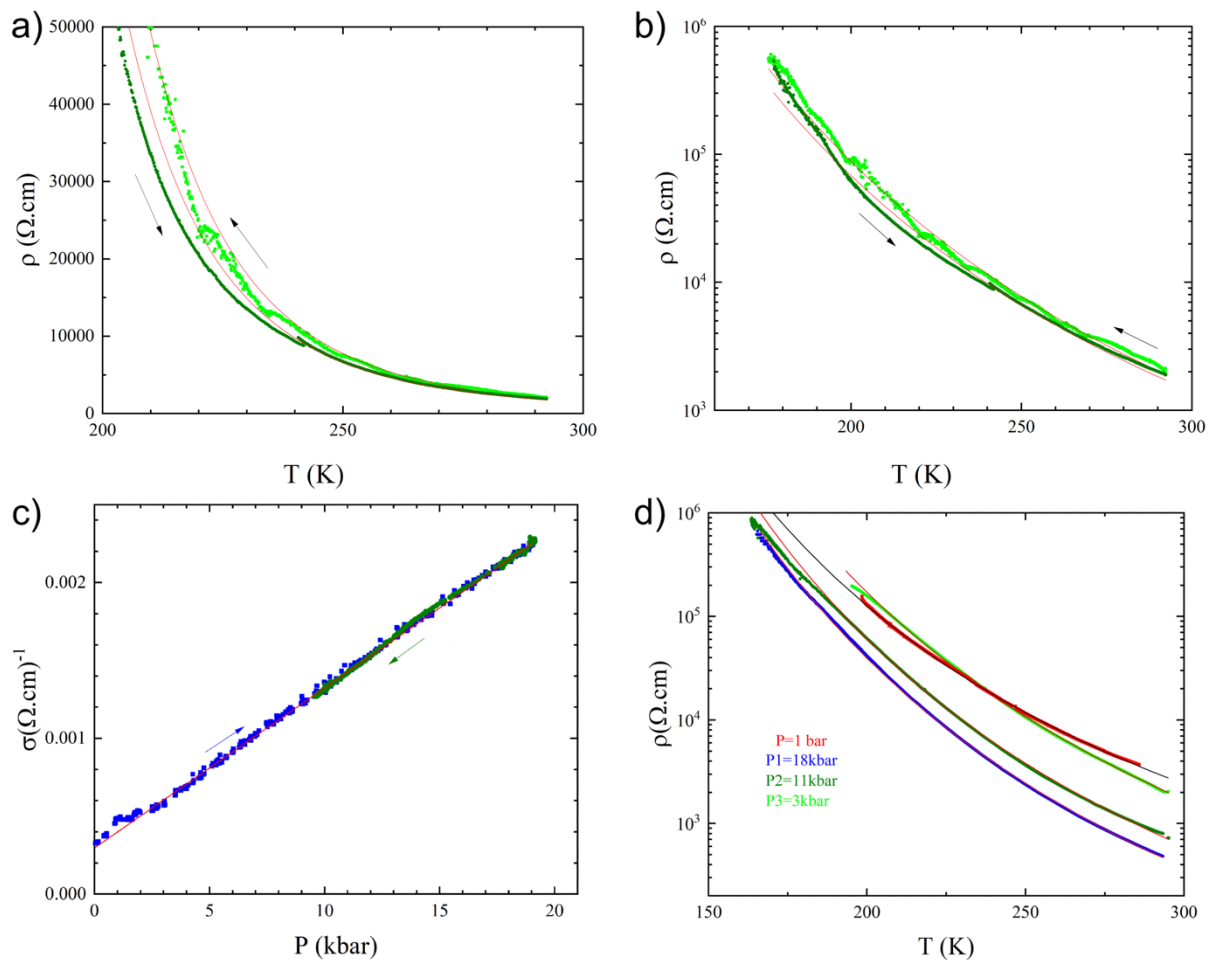 a)
50000
40000
30000
20000
10000
0
ρ (Ω.cm)
200
250
300
T (K)
b)
10⁶
10⁵
10⁴
10³
ρ (Ω.cm)
200
250
300
T (K)
c)
0.002
0.001
0.000
σ(Ω.cm)⁻¹
0
5
10
15
20
P (kbar)
d)
10⁶
10⁵
10⁴
10³
ρ(Ω.cm)
P=1 bar
P1=18kbar
P2=11kbar
P3=3kbar
150
200
250
300
T (K)